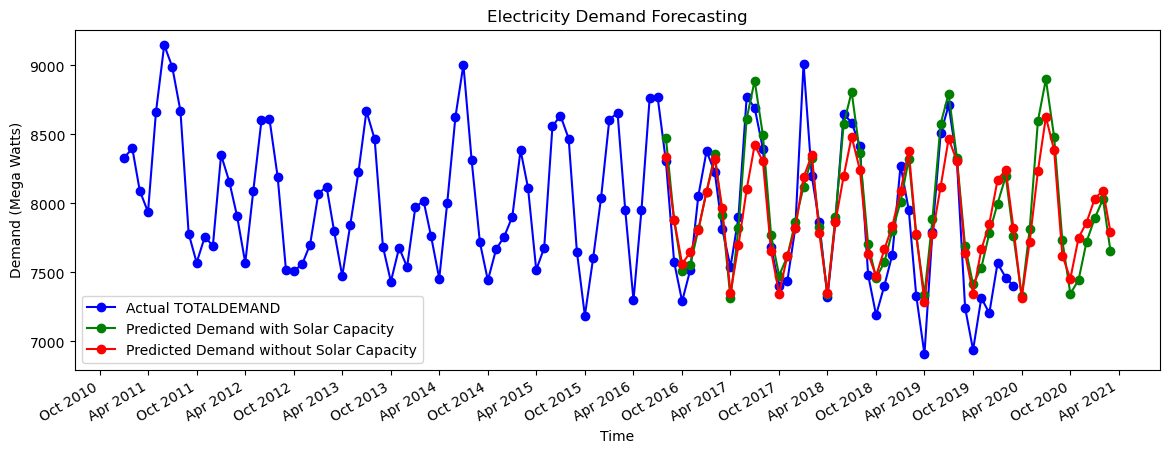 Electricity Demand Forecasting
Demand (Mega Watts)
9000
8500
8000
7500
7000
Actual TOTALDEMAND
Predicted Demand with Solar Capacity
Predicted Demand without Solar Capacity
Oct 2010
Apr 2011
Oct 2011
Apr 2012
Oct 2012
Apr 2013
Oct 2013
Apr 2014
Oct 2014
Apr 2015
Oct 2015
Apr 2016
Oct 2016
Apr 2017
Oct 2017
Apr 2018
Oct 2018
Apr 2019
Oct 2019
Apr 2020
Oct 2020
Apr 2021
Time